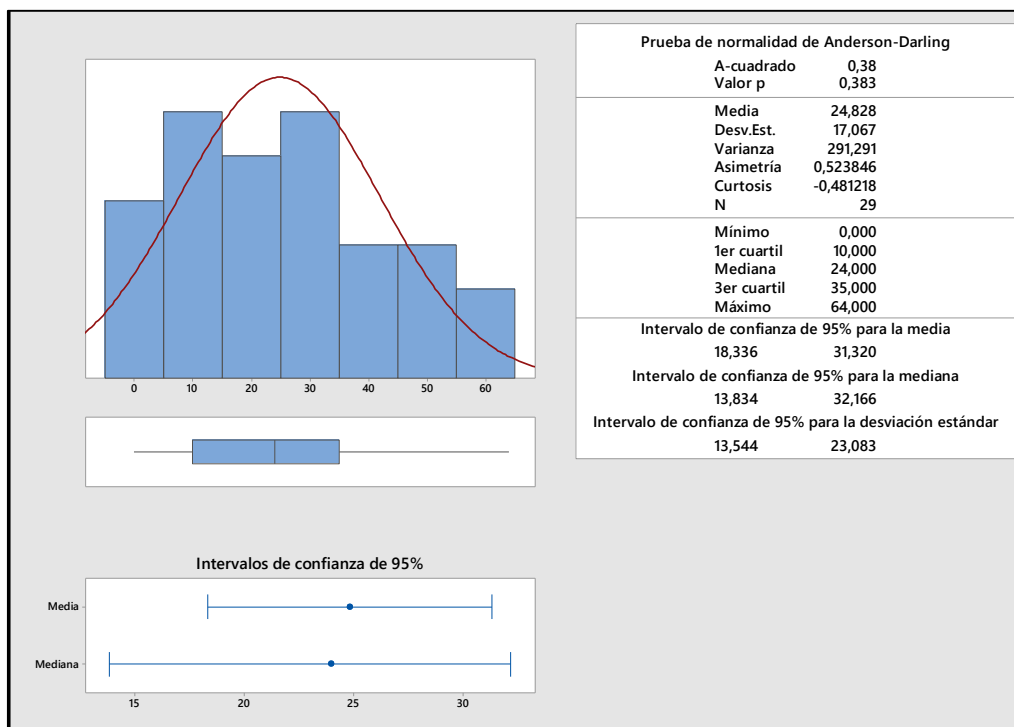 Prueba de normalidad de Anderson-Darling
A-cuadrado 0,38
Valor p 0,383
Media 24,828
Desv.Est. 17,067
Varianza 291,291
Asimetría 0,523846
Curtosis -0,481218
N 29
Mínimo 0,000
1er cuartil 10,000
Mediana 24,000
3er cuartil 35,000
Máximo 64,000
Intervalo de confianza de 95% para la media
18,336 31,320
Intervalo de confianza de 95% para la mediana
13,834 32,166
Intervalo de confianza de 95% para la desviación estándar
13,544 23,083
0 10 20 30 40 50 60
Intervalos de confianza de 95%
Media
Mediana
15 20 25 30